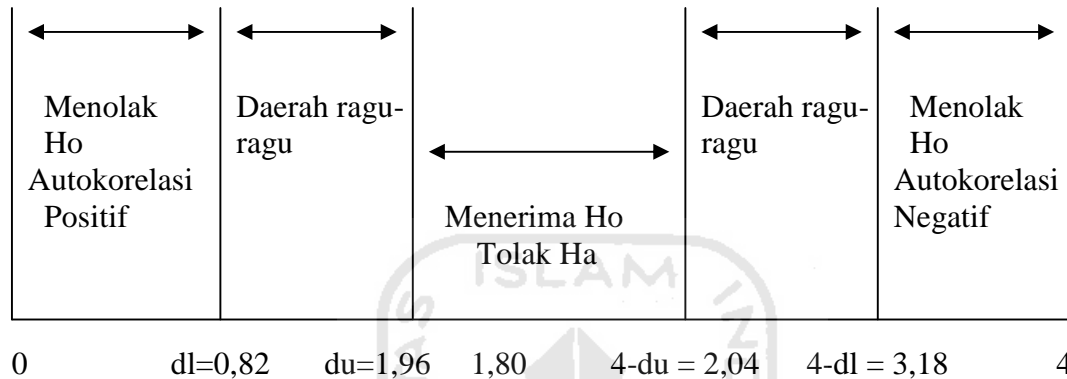 Menolak
Ho
Autokorelasi
Positif
Daerah ragu-
ragu
Menerima Ho
Tolak Ha
Daerah ragu-
ragu
Menolak
Ho
Autokorelasi
Negatif
ISLAM
0 dl=0,82 du=1,96 1,80 4-du = 2,04 4-dl = 3,18 4